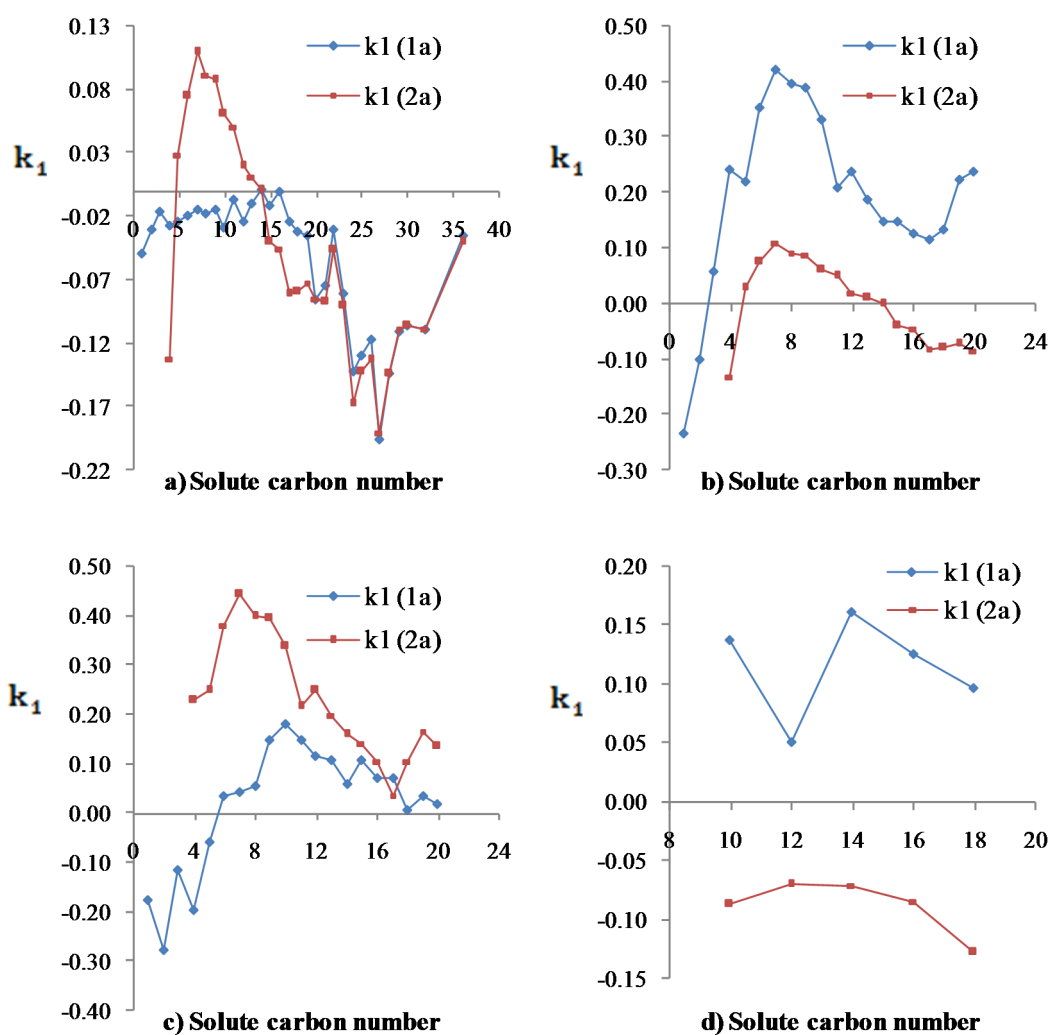 0.13
0.08
0.03
-0.02
-0.07
-0.12
-0.17
-0.22
k₁
0 5 10 15 20 25 30 35 40
k1 (1a)
k1 (2a)
a) Solute carbon number
0.50
0.40
0.30
0.20
0.10
0.00
-0.10
-0.20
-0.30
k₁
0 4 8 12 16 20 24
k1 (1a)
k1 (2a)
b) Solute carbon number
0.50
0.40
0.30
0.20
0.10
0.00
-0.10
-0.20
-0.30
-0.40
k₁
0 4 8 12 16 20 24
k1 (1a)
k1 (2a)
c) Solute carbon number
0.20
0.15
0.10
0.05
0.00
-0.05
-0.10
-0.15
k₁
8 10 12 14 16 18 20
k1 (1a)
k1 (2a)
d) Solute carbon number